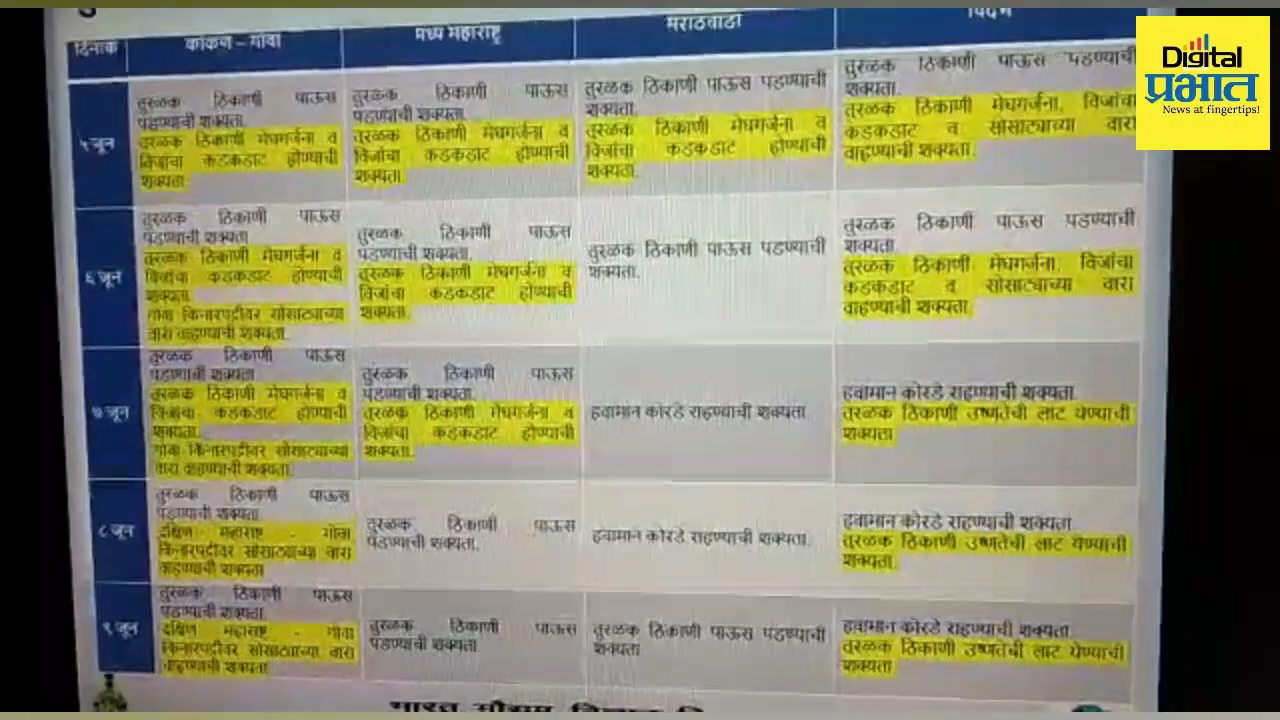 Digital
प्रभात
News at fingertips!
दिनांक
कोकण - गोवा
मध्य महाराष्ट्र
मराठवाडा
विदर्भ
५ जून
तुरळक ठिकाणी पाऊस
पडण्याची शक्यता.
तुरळक ठिकाणी मेघगर्जना व
विजांचा कडकडाट होण्याची
शक्यता.
तुरळक ठिकाणी पाऊस
पडण्याची शक्यता.
तुरळक ठिकाणी मेघगर्जना व
विजांचा कडकडाट होण्याची
शक्यता.
तुरळक ठिकाणी पाऊस पडण्याची
शक्यता.
तुरळक ठिकाणी मेघगर्जना व
विजांचा कडकडाट होण्याची
शक्यता.
तुरळक ठिकाणी पाऊस पडण्याची
शक्यता.
तुरळक ठिकाणी मेघगर्जना, विजांचा
कडकडाट व सोसाट्याच्या वारा
वाहण्याची शक्यता.
६ जून
तुरळक ठिकाणी पाऊस
पडण्याची शक्यता
तुरळक ठिकाणी मेघगर्जना व
विजांचा कडकडाट होण्याची
शक्यता.
गोवा किनारपट्टीवर सोसाट्याच्या
वारा वाहण्याची शक्यता.
तुरळक ठिकाणी पाऊस
पडण्याची शक्यता.
तुरळक ठिकाणी मेघगर्जना व
विजांचा कडकडाट होण्याची
शक्यता.
तुरळक ठिकाणी पाऊस पडण्याची
शक्यता.
तुरळक ठिकाणी पाऊस पडण्याची
शक्यता.
तुरळक ठिकाणी मेघगर्जना, विजांचा
कडकडाट व सोसाट्याच्या वारा
वाहण्याची शक्यता.
७ जून
तुरळक ठिकाणी पाऊस
पडण्याची शक्यता
तुरळक ठिकाणी मेघगर्जना व
विजांचा कडकडाट होण्याची
शक्यता.
गोवा किनारपट्टीवर सोसाट्याच्या
वारा वाहण्याची शक्यता.
तुरळक ठिकाणी पाऊस
पडण्याची शक्यता.
तुरळक ठिकाणी मेघगर्जना व
विजांचा कडकडाट होण्याची
शक्यता.
हवामान कोरडे राहण्याची शक्यता.
हवामान कोरडे राहण्याची शक्यता.
तुरळक ठिकाणी उष्णतेची लाट येण्याची
शक्यता
८ जून
तुरळक ठिकाणी पाऊस
पडण्याची शक्यता.
दक्षिण महाराष्ट्र - गोवा
किनारपट्टीवर सोसाट्याच्या वारा
वाहण्याची शक्यता
तुरळक ठिकाणी पाऊस
पडण्याची शक्यता.
हवामान कोरडे राहण्याची शक्यता.
हवामान कोरडे राहण्याची शक्यता.
तुरळक ठिकाणी उष्णतेची लाट येण्याची
शक्यता.
९ जून
तुरळक ठिकाणी पाऊस
पडण्याची शक्यता.
दक्षिण महाराष्ट्र - गोवा
किनारपट्टीवर सोसाट्याच्या वारा
वाहण्याची शक्यता
तुरळक ठिकाणी पाऊस
पडण्याची शक्यता
तुरळक ठिकाणी पाऊस पडण्याची
शक्यता
हवामान कोरडे राहण्याची शक्यता.
तुरळक ठिकाणी उष्णतेची लाट येण्याची
शक्यता
भारत मौसम विज्ञान